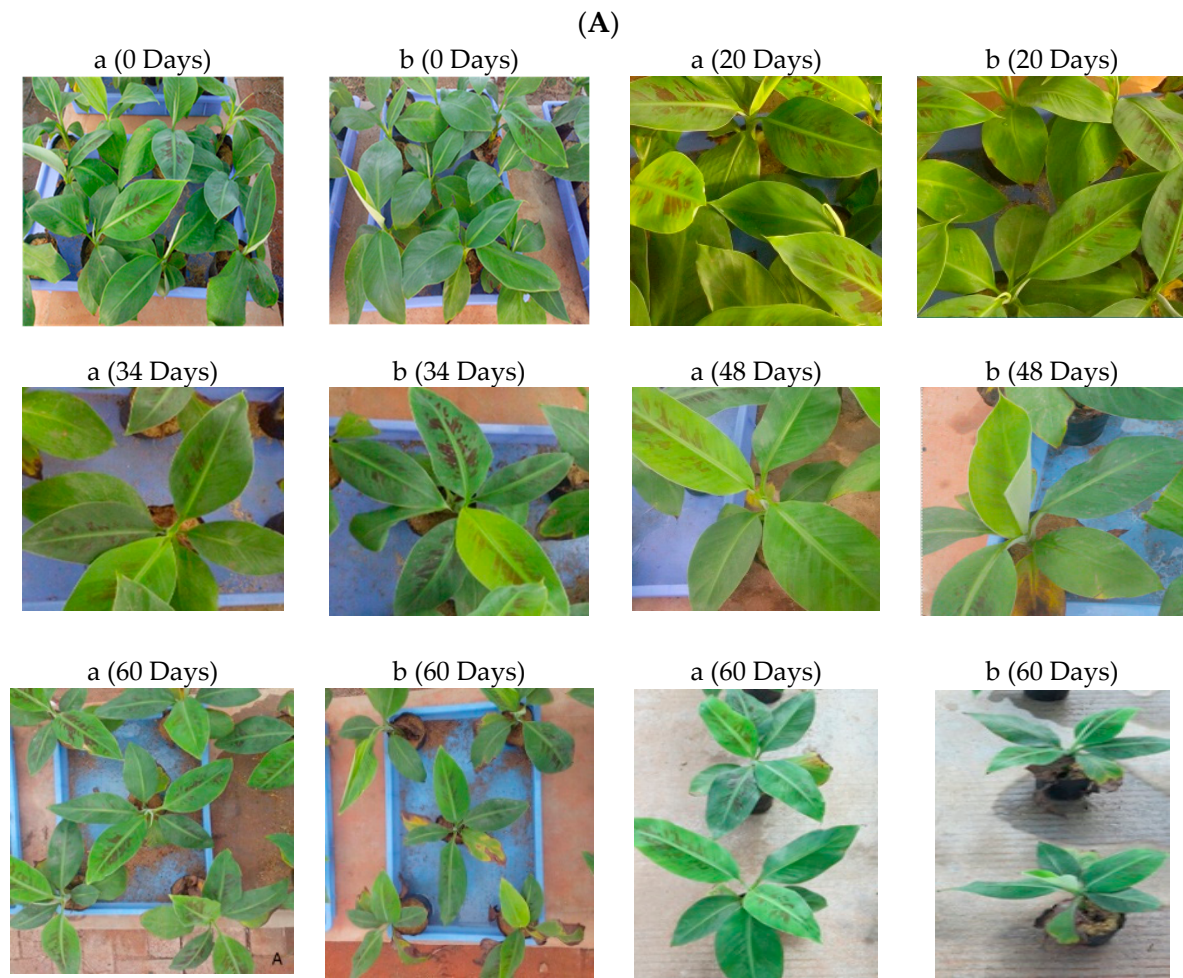 (A)
a (0 Days)
b (0 Days)
a (20 Days)
b (20 Days)
a (34 Days)
b (34 Days)
a (48 Days)
b (48 Days)
a (60 Days)
b (60 Days)
a (60 Days)
b (60 Days)
A